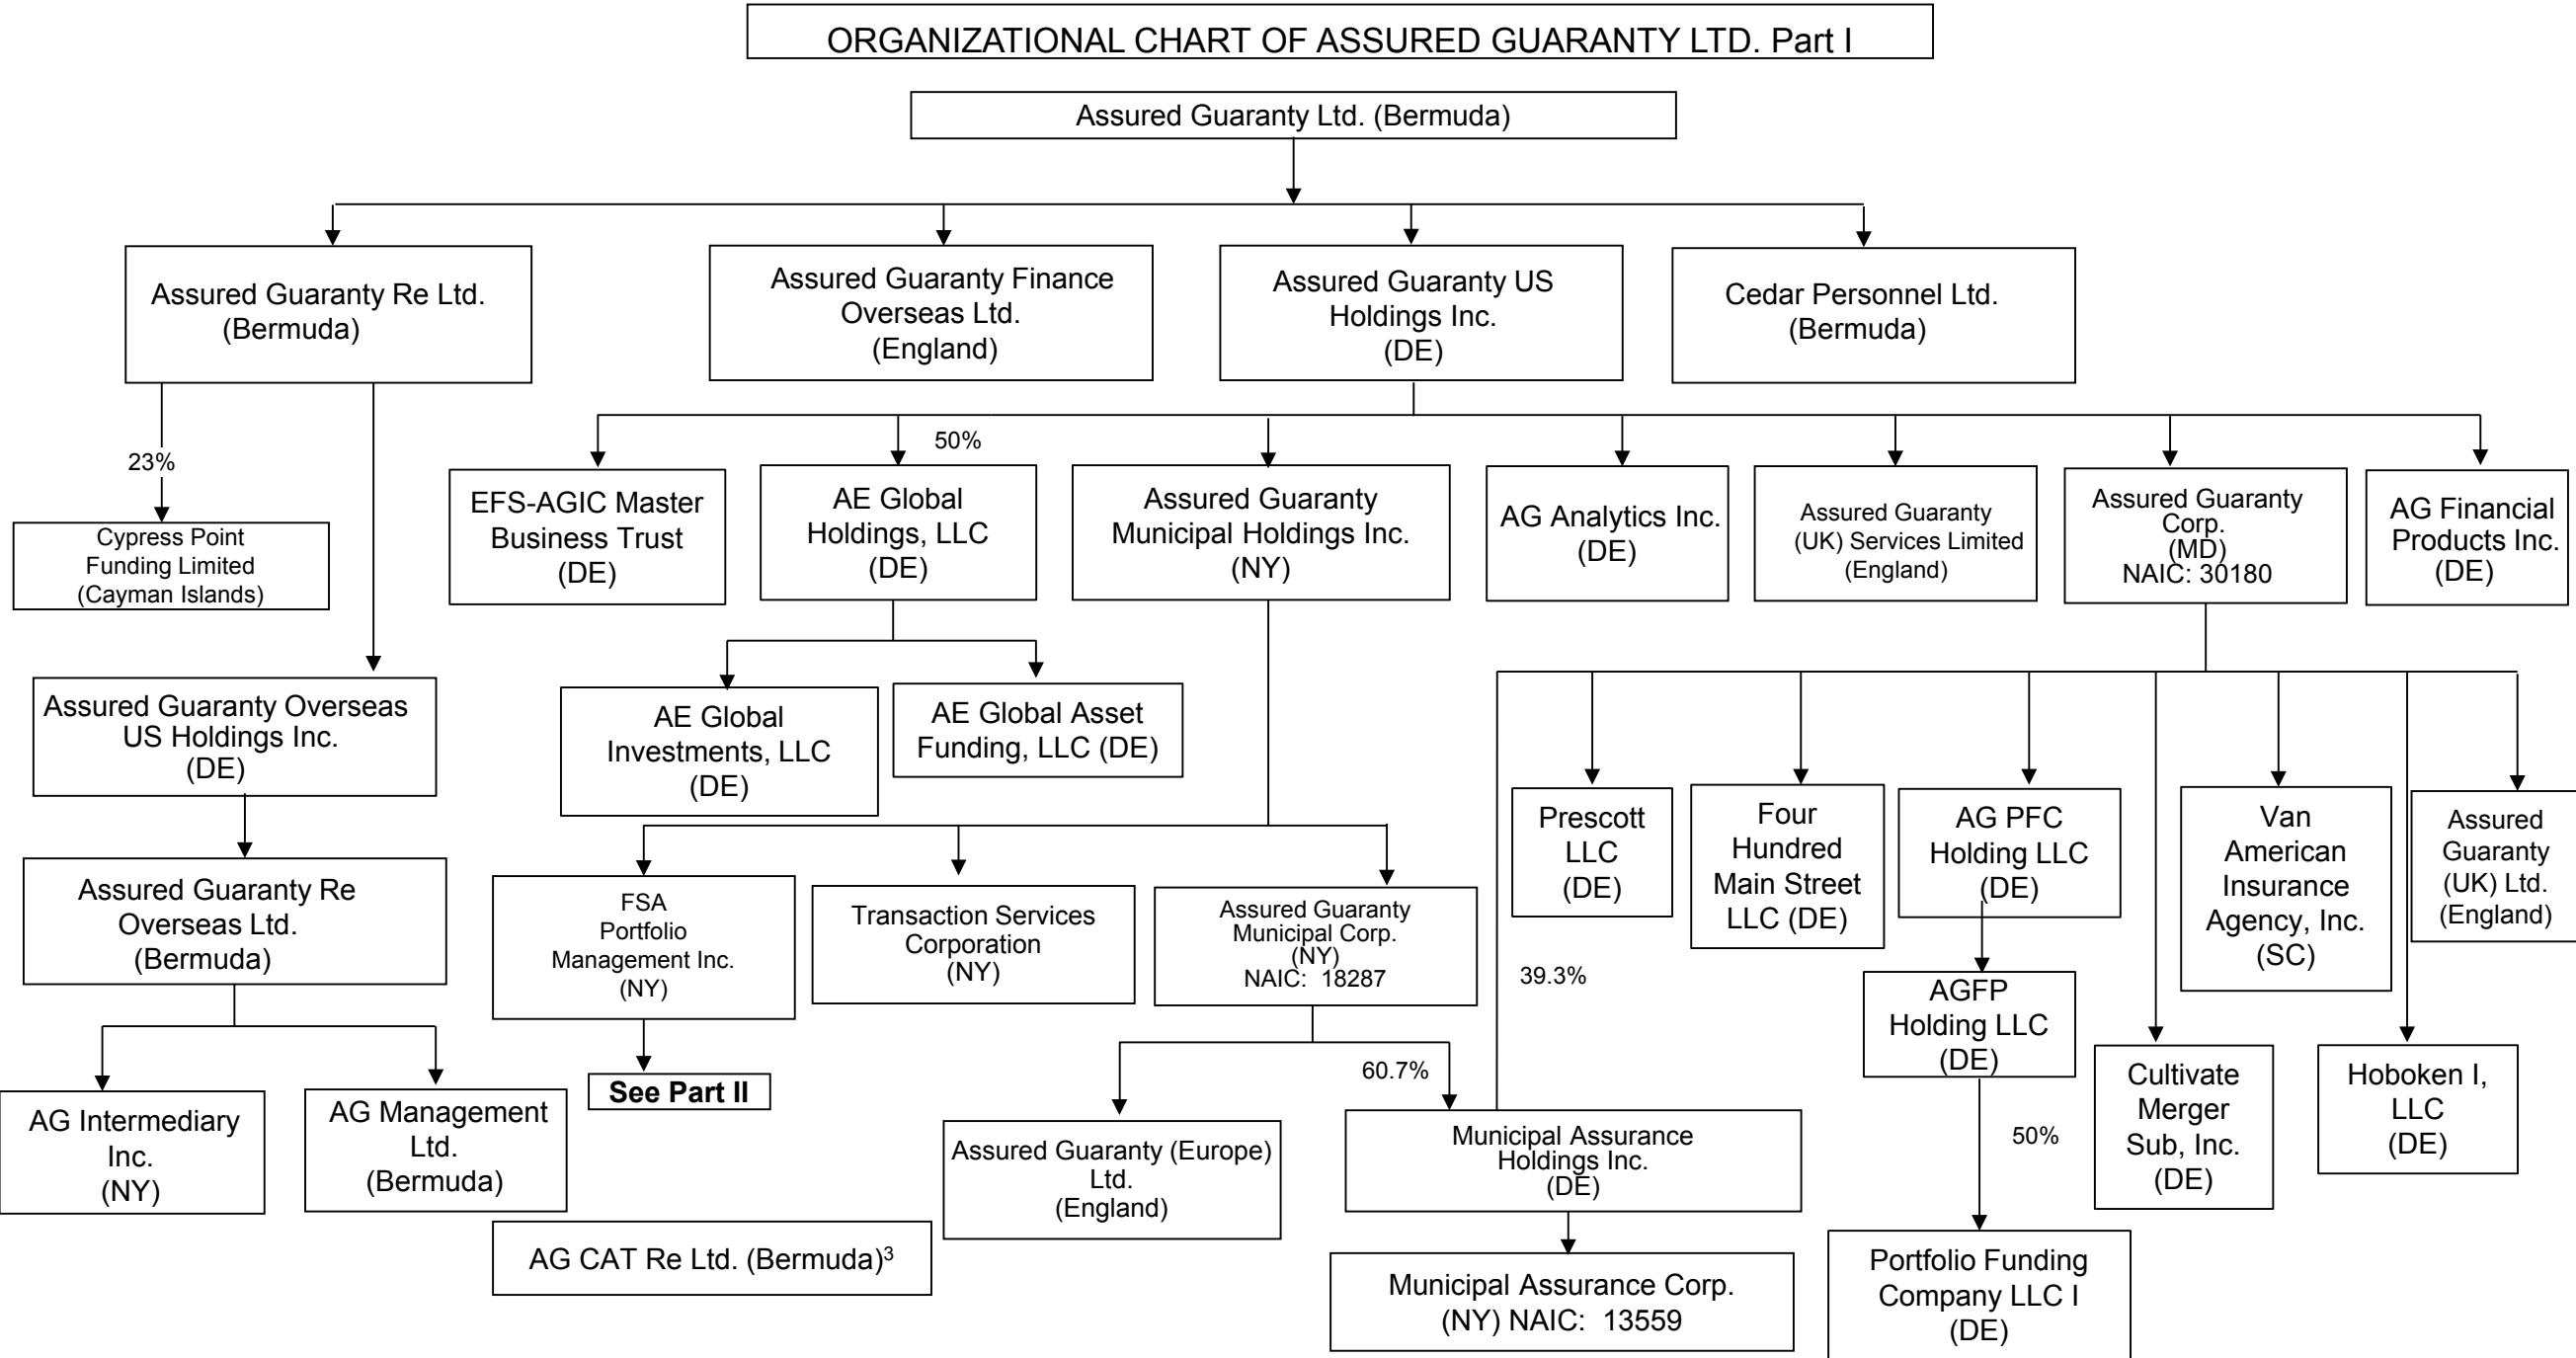 ORGANIZATIONAL CHART OF ASSURED GUARANTY LTD. Part I
Assured Guaranty Ltd. (Bermuda)
Assured Guaranty Re Ltd.
(Bermuda)
Assured Guaranty Finance
Overseas Ltd.
(England)
Assured Guaranty US
Holdings Inc.
(DE)
Cedar Personnel Ltd.
(Bermuda)
23%
50%
Cypress Point
Funding Limited
(Cayman Islands)
EFS-AGIC Master
Business Trust
(DE)
AE Global
Holdings, LLC
(DE)
Assured Guaranty
Municipal Holdings Inc.
(NY)
AG Analytics Inc.
(DE)
Assured Guaranty
(UK) Services Limited
(England)
Assured Guaranty
Corp.
(MD)
NAIC: 30180
AG Financial
Products Inc.
(DE)
Assured Guaranty Overseas
US Holdings Inc.
(DE)
AE Global
Investments, LLC
(DE)
AE Global Asset
Funding, LLC (DE)
Prescott
LLC
(DE)
Four
Hundred
Main Street
LLC (DE)
AG PFC
Holding LLC
(DE)
Van
American
Insurance
Agency, Inc.
(SC)
Assured
Guaranty
(UK) Ltd.
(England)
Assured Guaranty Re
Overseas Ltd.
(Bermuda)
FSA
Portfolio
Management Inc.
(NY)
Transaction Services
Corporation
(NY)
Assured Guaranty
Municipal Corp.
(NY)
NAIC: 18287
39.3%
AGFP
Holding LLC
(DE)
60.7%
See Part II
AG Intermediary
Inc.
(NY)
AG Management
Ltd.
(Bermuda)
Assured Guaranty (Europe)
Ltd.
(England)
Municipal Assurance
Holdings Inc.
(DE)
50%
Cultivate
Merger
Sub, Inc.
(DE)
Hoboken I,
LLC
(DE)
AG CAT Re Ltd. (Bermuda)³
Municipal Assurance Corp.
(NY) NAIC: 13559
Portfolio Funding
Company LLC I
(DE)